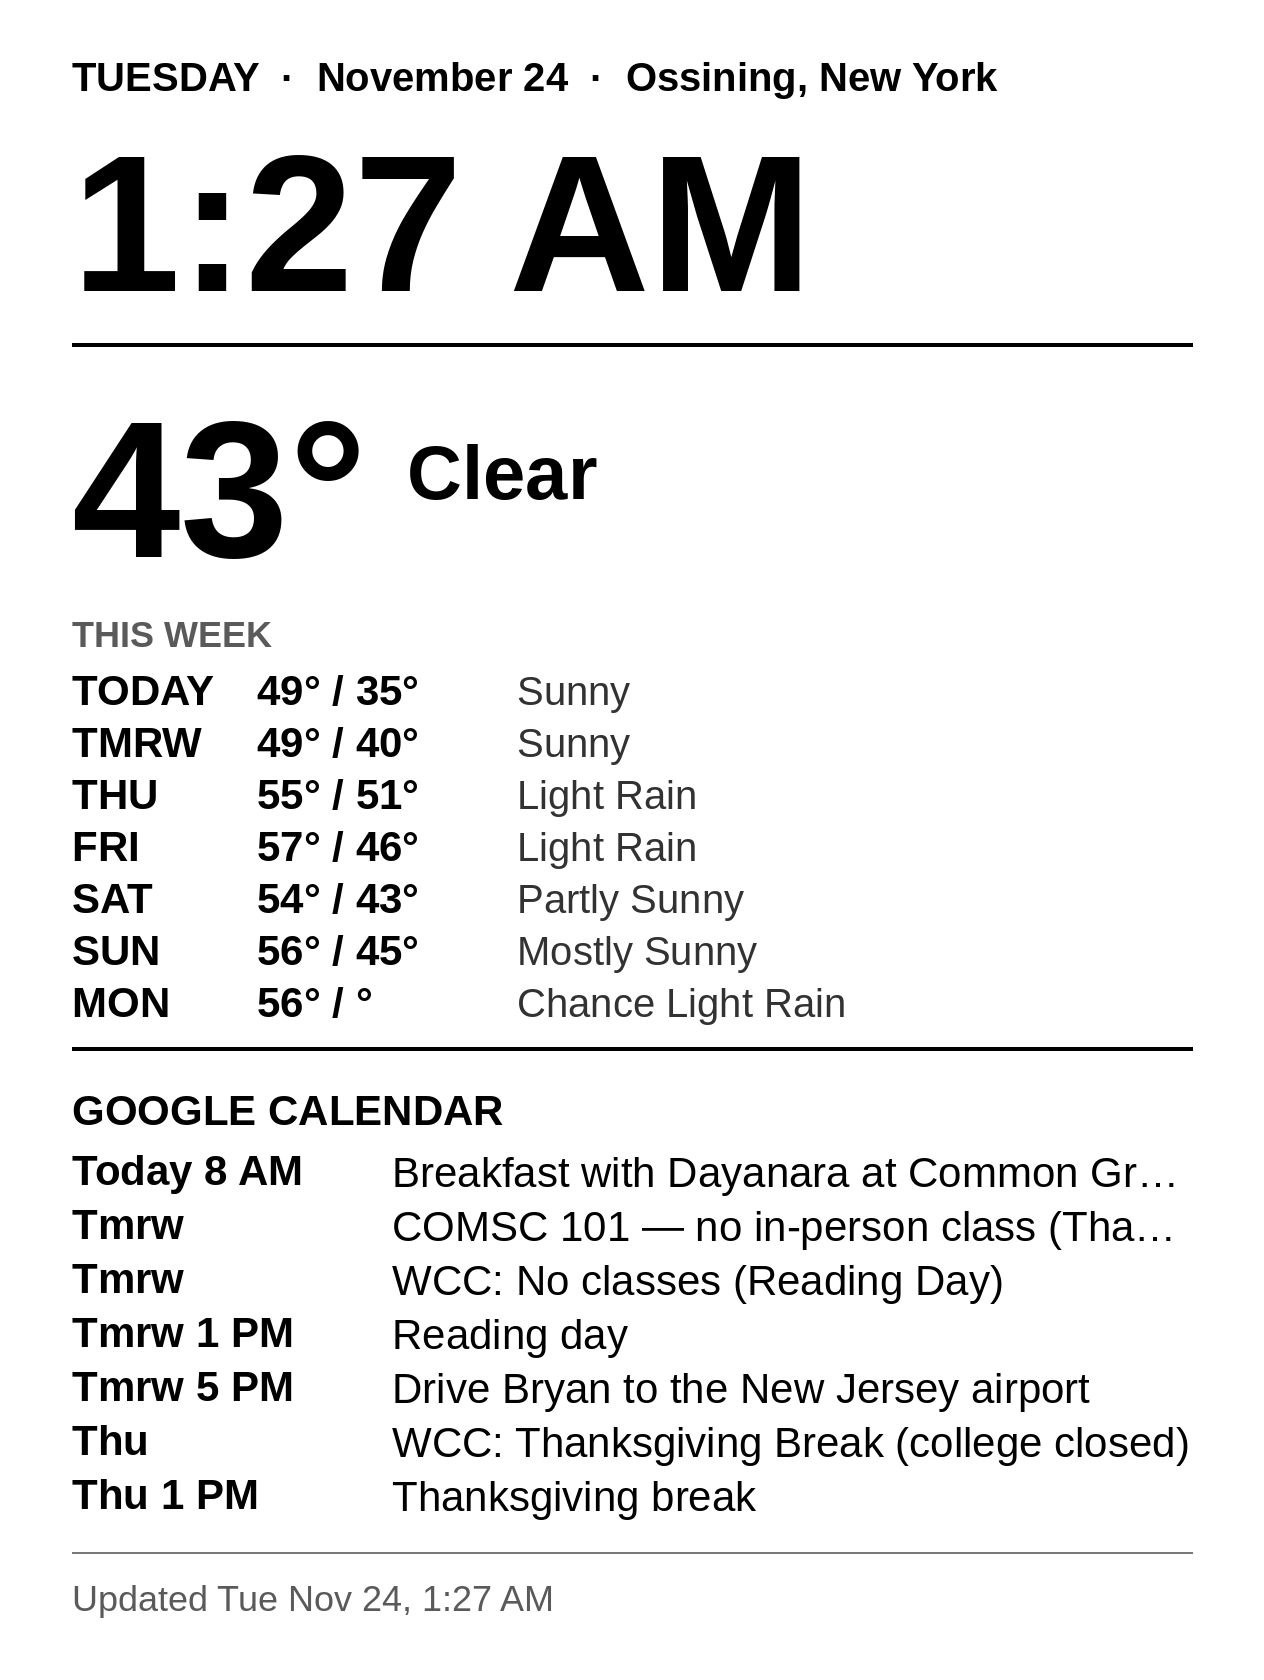 TUESDAY · November 24 · Ossining, New York
1:27 AM
43° Clear
THIS WEEK
TODAY 49° / 35° Sunny
TMRW 49° / 40° Sunny
THU 55° / 51° Light Rain
FRI 57° / 46° Light Rain
SAT 54° / 43° Partly Sunny
SUN 56° / 45° Mostly Sunny
MON 56° / ° Chance Light Rain
GOOGLE CALENDAR
Today 8 AM Breakfast with Dayanara at Common Gr…
Tmrw COMSC 101 — no in-person class (Tha…
Tmrw WCC: No classes (Reading Day)
Tmrw 1 PM Reading day
Tmrw 5 PM Drive Bryan to the New Jersey airport
Thu WCC: Thanksgiving Break (college closed)
Thu 1 PM Thanksgiving break
Updated Tue Nov 24, 1:27 AM